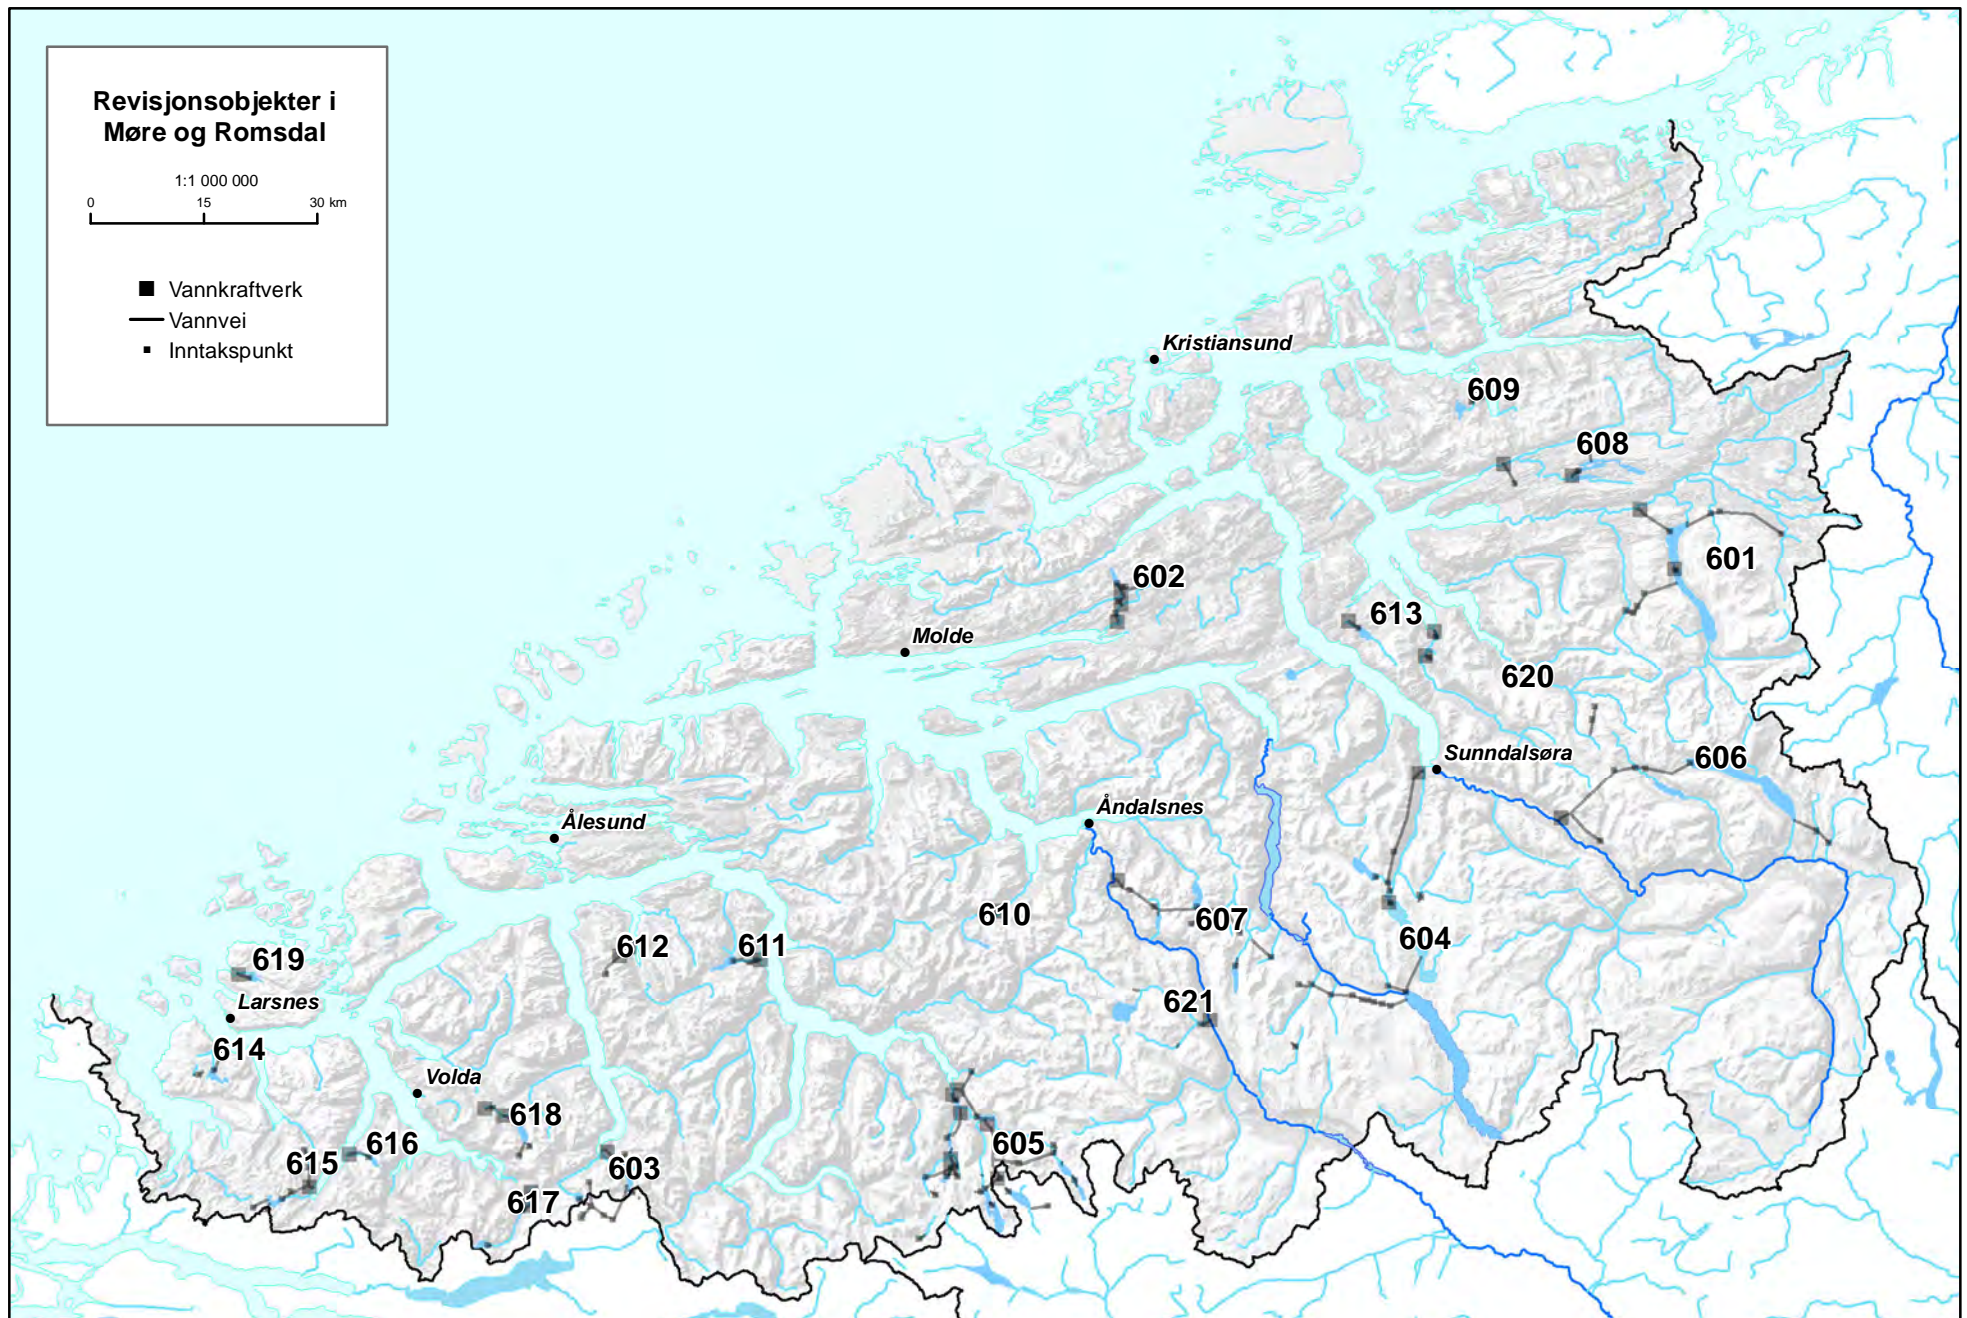 Revisjonsobjekter i
Møre og Romsdal
1:1 000 000
0 15 30 km
Vannkraftverk
Vannvei
Inntakspunkt
Kristiansund
609
608
601
602
613
Molde
620
Sunndalsøra
606
Åndalsnes
Ålesund
610
607
604
612
611
619
Larsnes
621
614
Volda
618
616
605
615
603
617